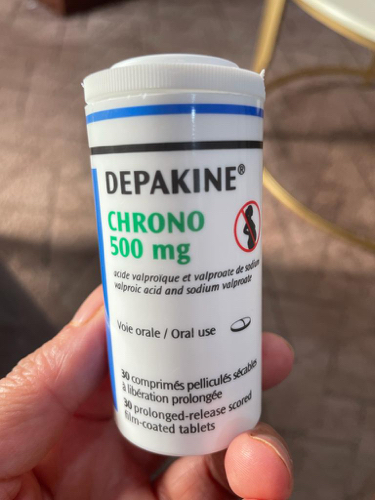 DEPAKINE®
CHRONO
500 mg
acide valproïque et valproate de sodium
valproic acid and sodium valproate
Voie orale / Oral use
30 comprimés pelliculés sécables
à libération prolongée
30 prolonged-release scored
film-coated tablets